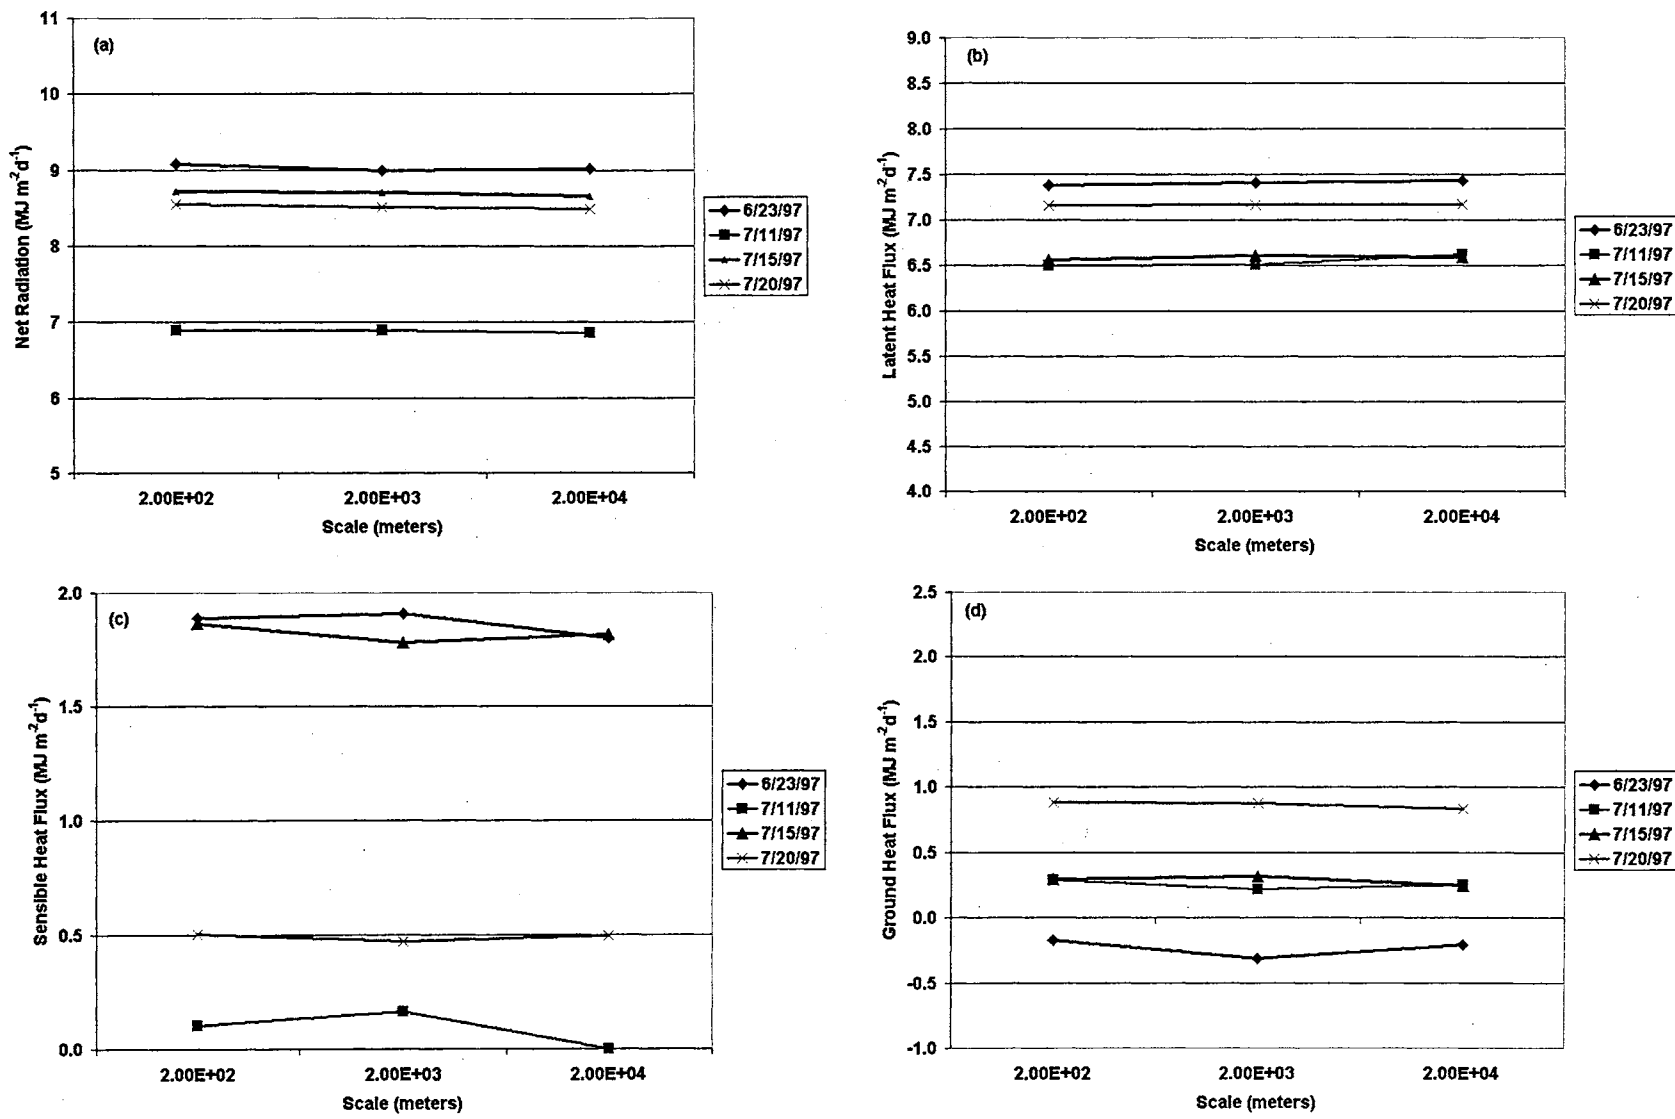 (a)
Net Radiation (MJ m-2d-1)
11
10
9
8
7
6
5
2.00E+02 2.00E+03 2.00E+04
Scale (meters)
6/23/97
7/11/97
7/15/97
7/20/97
(b)
Latent Heat Flux (MJ m-2d-1)
9.0
8.5
8.0
7.5
7.0
6.5
6.0
5.5
5.0
4.5
4.0
2.00E+02 2.00E+03 2.00E+04
Scale (meters)
6/23/97
7/11/97
7/15/97
7/20/97
(c)
Sensible Heat Flux (MJ m-2d-1)
2.0
1.5
1.0
0.5
0.0
2.00E+02 2.00E+03 2.00E+04
Scale (meters)
6/23/97
7/11/97
7/15/97
7/20/97
(d)
Ground Heat Flux (MJ m-2d-1)
2.5
2.0
1.5
1.0
0.5
0.0
-0.5
-1.0
2.00E+02 2.00E+03 2.00E+04
Scale (meters)
6/23/97
7/11/97
7/15/97
7/20/97